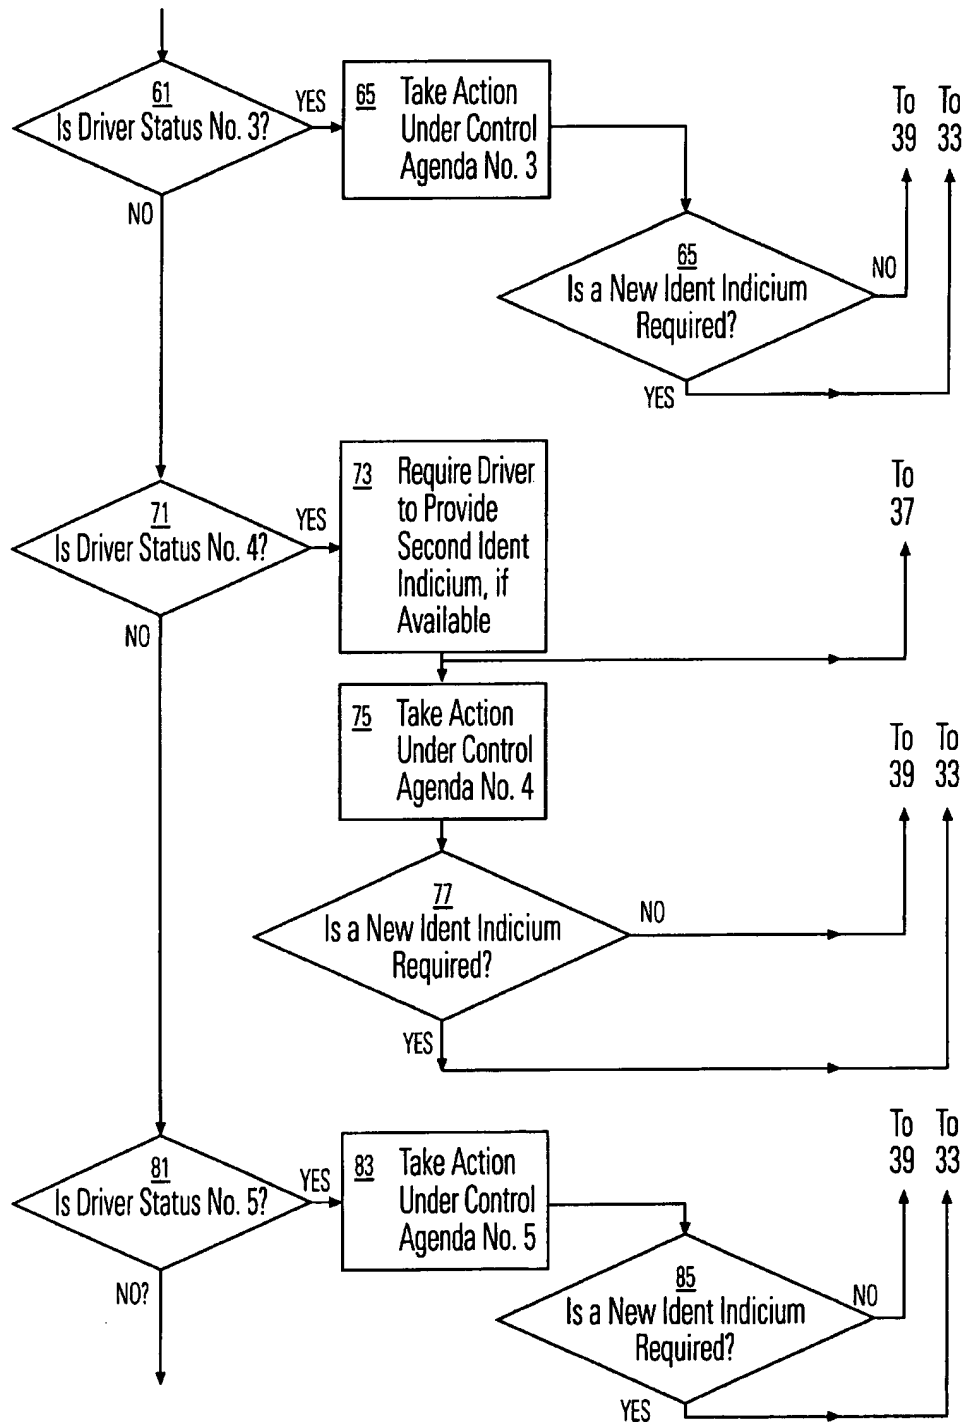 61
Is Driver Status No. 3?
YES
NO
65 Take Action
Under Control
Agenda No. 3
65
Is a New Ident Indicium
Required?
NO
YES
To To
39 33
71
Is Driver Status No. 4?
YES
NO
73 Require Driver
to Provide
Second Ident
Indicium, if
Available
To
37
75 Take Action
Under Control
Agenda No. 4
77
Is a New Ident Indicium
Required?
NO
YES
To To
39 33
81
Is Driver Status No. 5?
YES
NO?
83 Take Action
Under Control
Agenda No. 5
85
Is a New Ident Indicium
Required?
NO
YES
To To
39 33